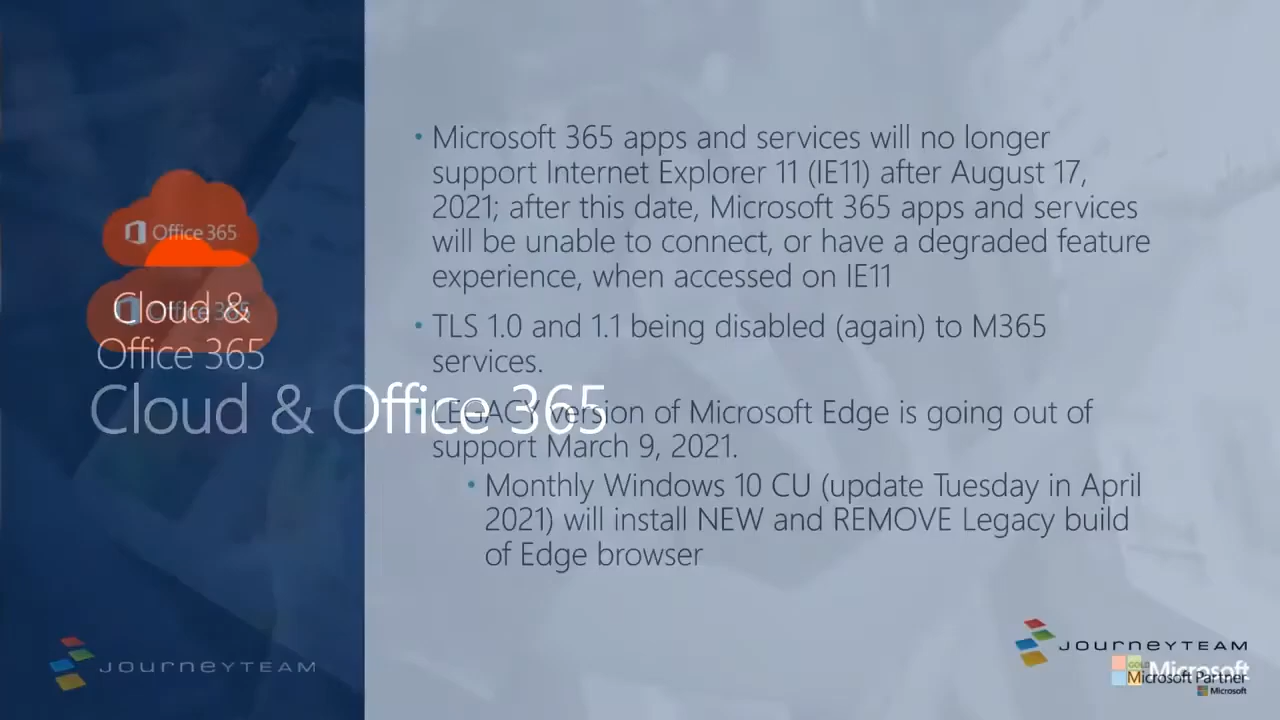 Office 365
Office 365
Cloud &
Office 365
Cloud & Office 365
• Microsoft 365 apps and services will no longer
support Internet Explorer 11 (IE11) after August 17,
2021; after this date, Microsoft 365 apps and services
will be unable to connect, or have a degraded feature
experience, when accessed on IE11
• TLS 1.0 and 1.1 being disabled (again) to M365
services.
• LEGACY version of Microsoft Edge is going out of
support March 9, 2021.
• Monthly Windows 10 CU (update Tuesday in April
2021) will install NEW and REMOVE Legacy build
of Edge browser
JOURNEYTEAM
JOURNEYTEAM
GOLD
Microsoft
Microsoft Partner
Microsoft